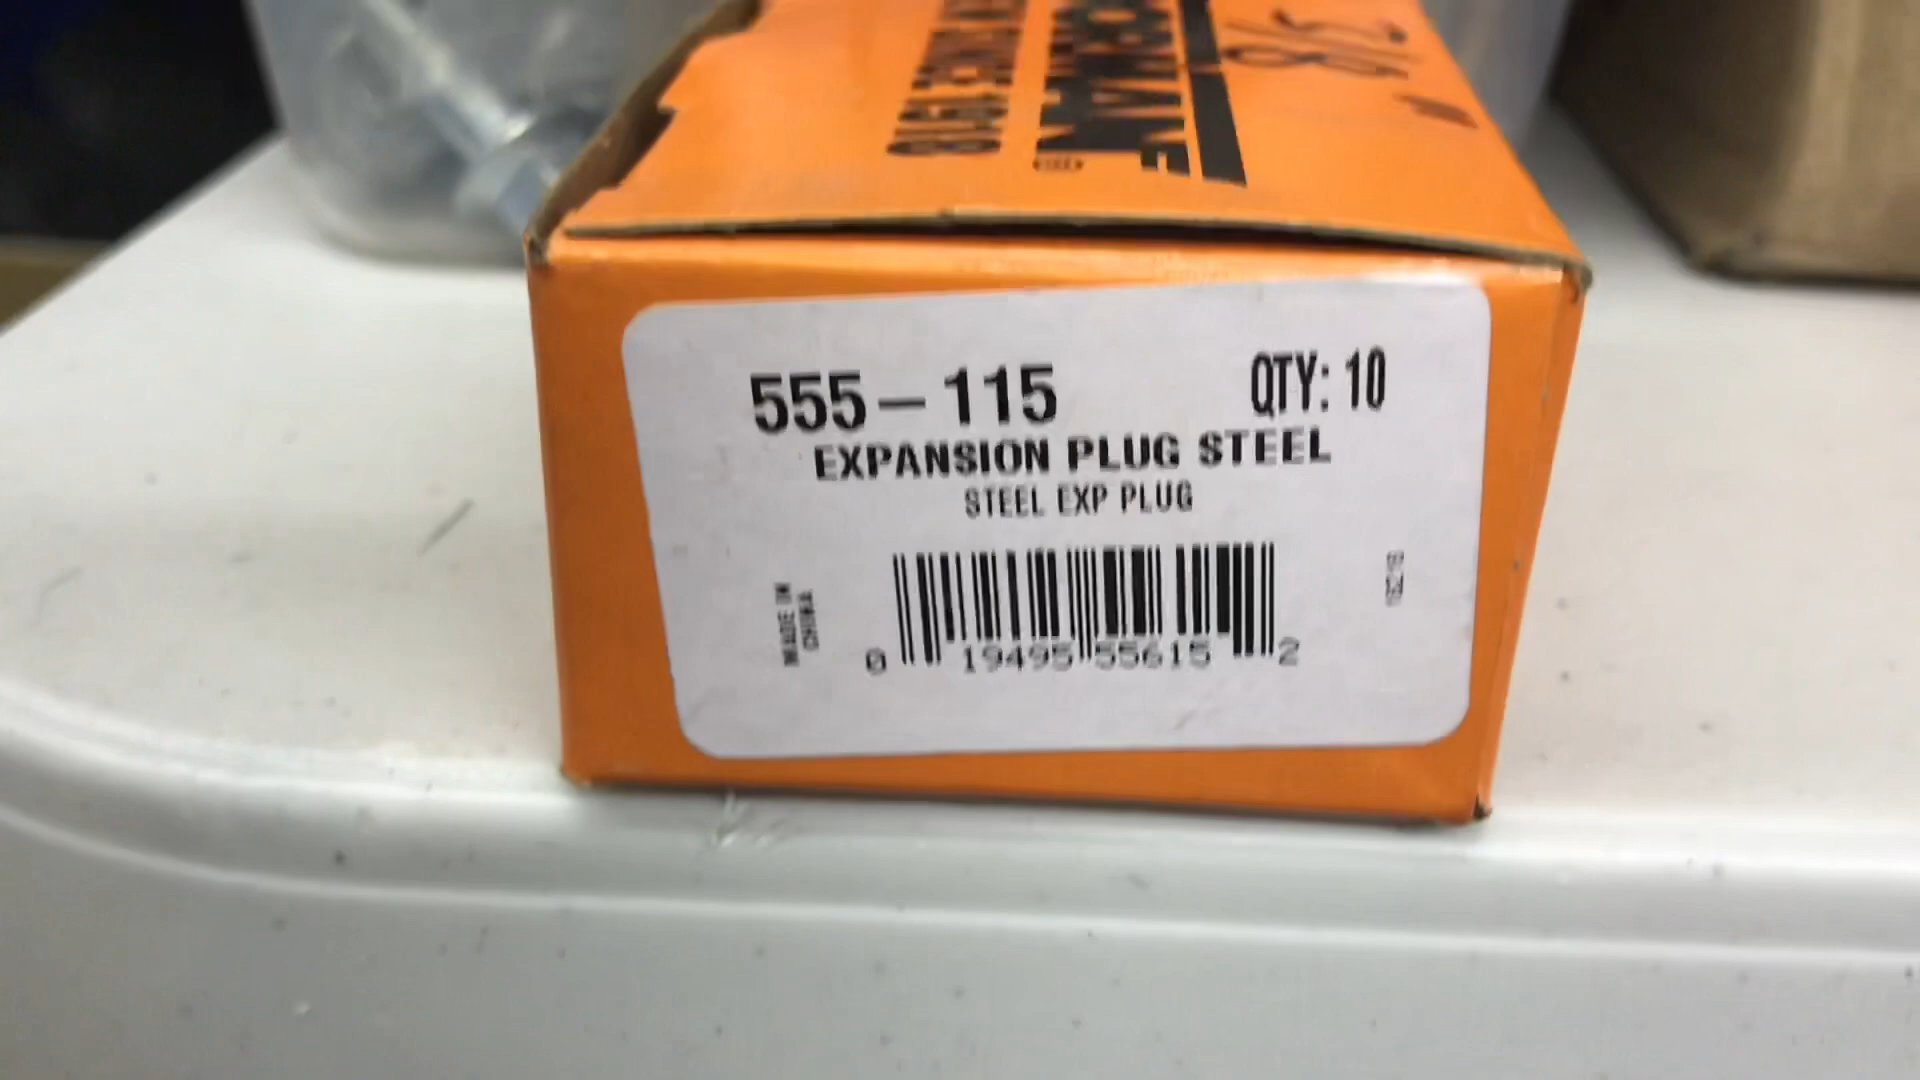 555-115 QTY: 10
EXPANSION PLUG STEEL
STEEL EXP PLUG
MADE IN
CHINA
0 19495 55615 2